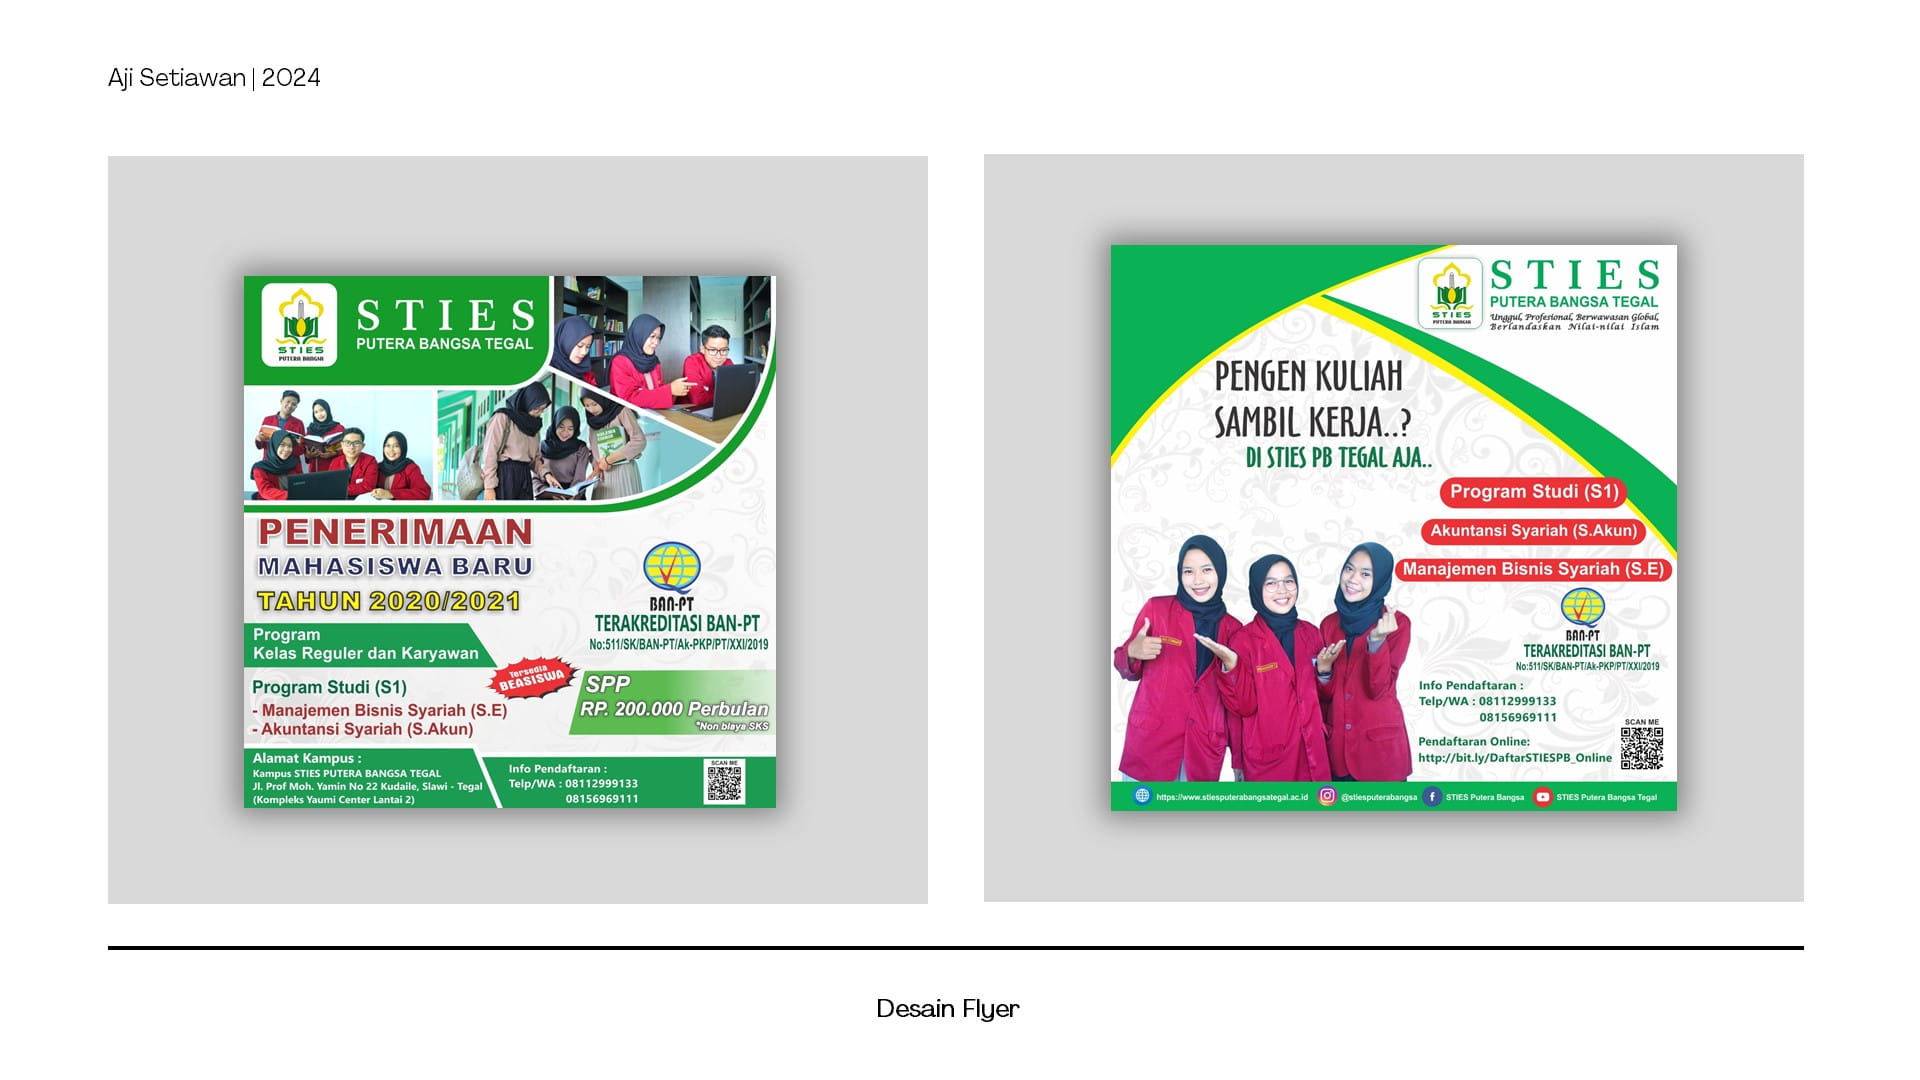 Aji Setiawan | 2024
STIES
PUTERA BANGSA
STIES
PUTERA BANGSA TEGAL
PENERIMAAN
MAHASISWA BARU
TAHUN 2020/2021
BAN-PT
TERAKREDITASI BAN-PT
No:511/SK/BAN-PT/Ak-PKP/PT/XXI/2019
Program
Kelas Reguler dan Karyawan
Tersedia
BEASISWA
Program Studi (S1)
- Manajemen Bisnis Syariah (S.E)
- Akuntansi Syariah (S.Akun)
SPP
RP. 200.000 Perbulan
*Non biaya SKS
Alamat Kampus :
Kampus STIES PUTERA BANGSA TEGAL
Jl. Prof Moh. Yamin No 22 Kudaile, Slawi - Tegal
(Kompleks Yaumi Center Lantai 2)
Info Pendaftaran :
Telp/WA : 08112999133
08156969111
SCAN ME
STIES
PUTERA BANGSA
STIES
PUTERA BANGSA TEGAL
Unggul, Profesional, Berwawasan Global,
Berlandaskan Nilai-nilai Islam
PENGEN KULIAH
SAMBIL KERJA..?
DI STIES PB TEGAL AJA..
Program Studi (S1)
Akuntansi Syariah (S.Akun)
Manajemen Bisnis Syariah (S.E)
BAN-PT
TERAKREDITASI BAN-PT
No:511/SK/BAN-PT/Ak-PKP/PT/XXI/2019
Info Pendaftaran :
Telp/WA : 08112999133
08156969111
Pendaftaran Online:
http://bit.ly/DaftarSTIESPB_Online
SCAN ME
https://www.stiesputerabangsategal.ac.id
@stiesputerabangsa
STIES Putera Bangsa
STIES Putera Bangsa Tegal
Desain Flyer